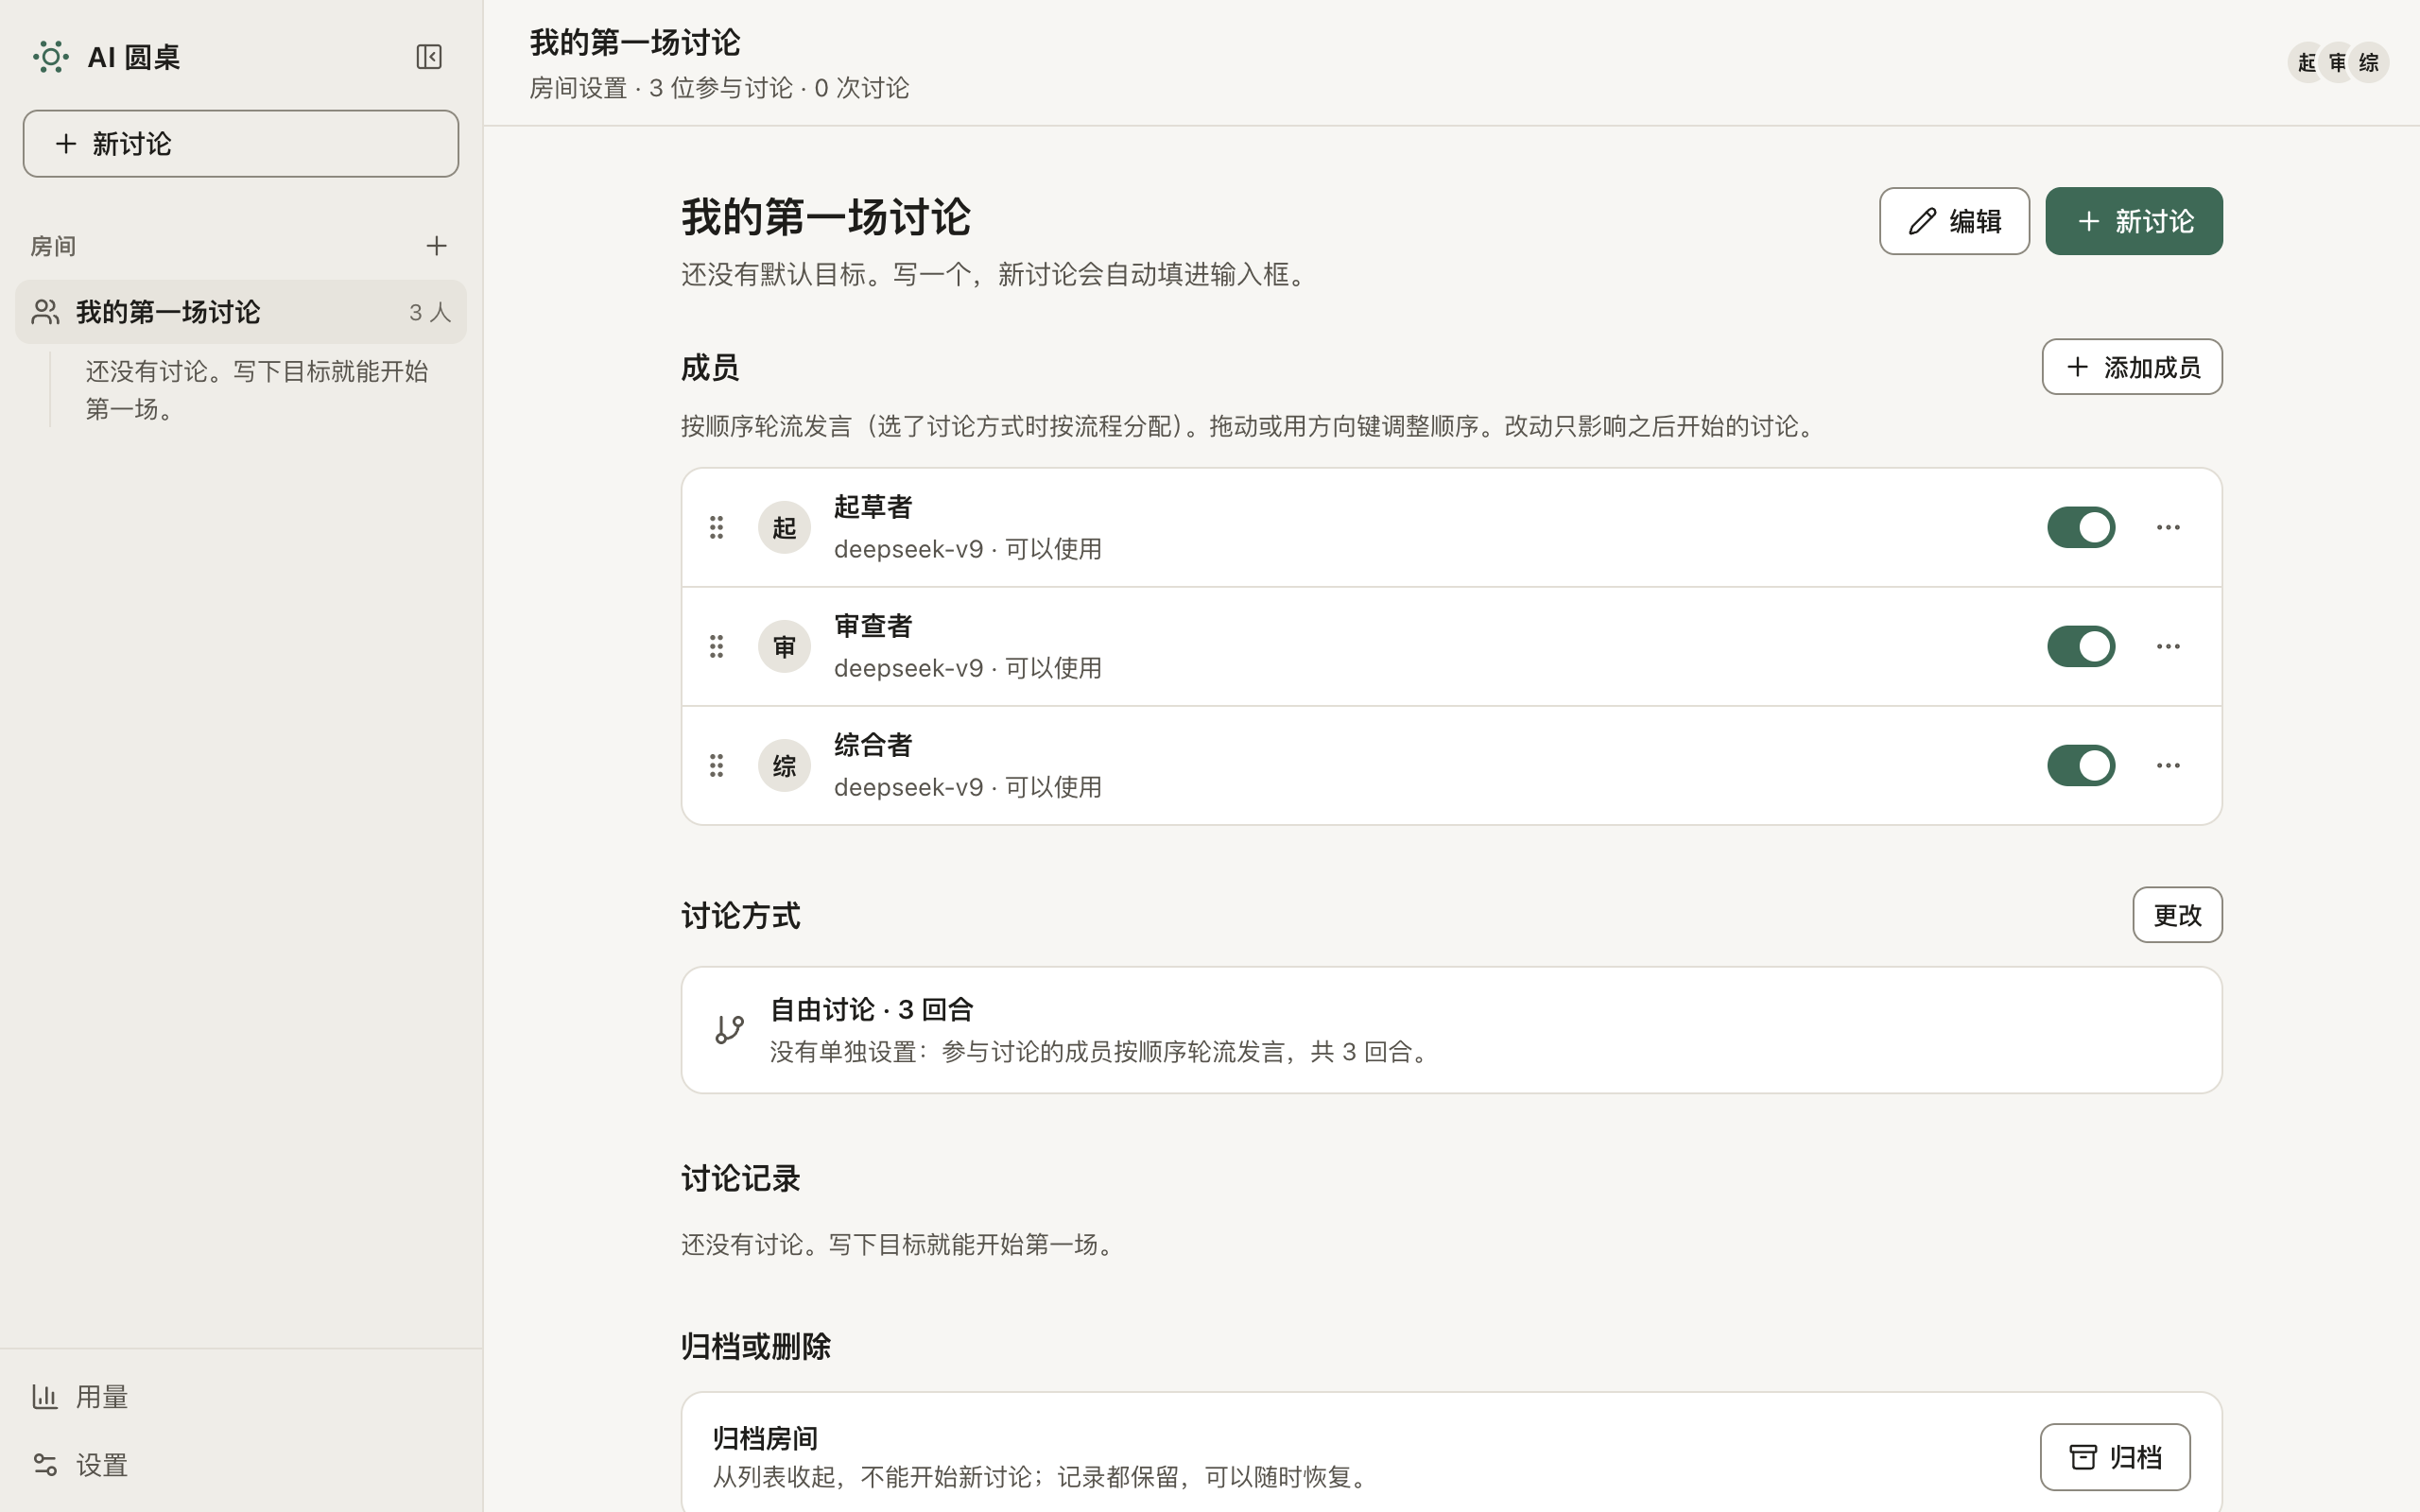 AI 圆桌
新讨论
房间
我的第一场讨论
3 人
还没有讨论。写下目标就能开始
第一场。
用量
设置
我的第一场讨论
房间设置 · 3 位参与讨论 · 0 次讨论
起 审 综
我的第一场讨论
编辑
新讨论
还没有默认目标。写一个，新讨论会自动填进输入框。
成员
添加成员
按顺序轮流发言（选了讨论方式时按流程分配）。拖动或用方向键调整顺序。改动只影响之后开始的讨论。
起
起草者
deepseek-v9 · 可以使用
审
审查者
deepseek-v9 · 可以使用
综
综合者
deepseek-v9 · 可以使用
讨论方式
更改
自由讨论 · 3 回合
没有单独设置：参与讨论的成员按顺序轮流发言，共 3 回合。
讨论记录
还没有讨论。写下目标就能开始第一场。
归档或删除
归档房间
从列表收起，不能开始新讨论；记录都保留，可以随时恢复。
归档